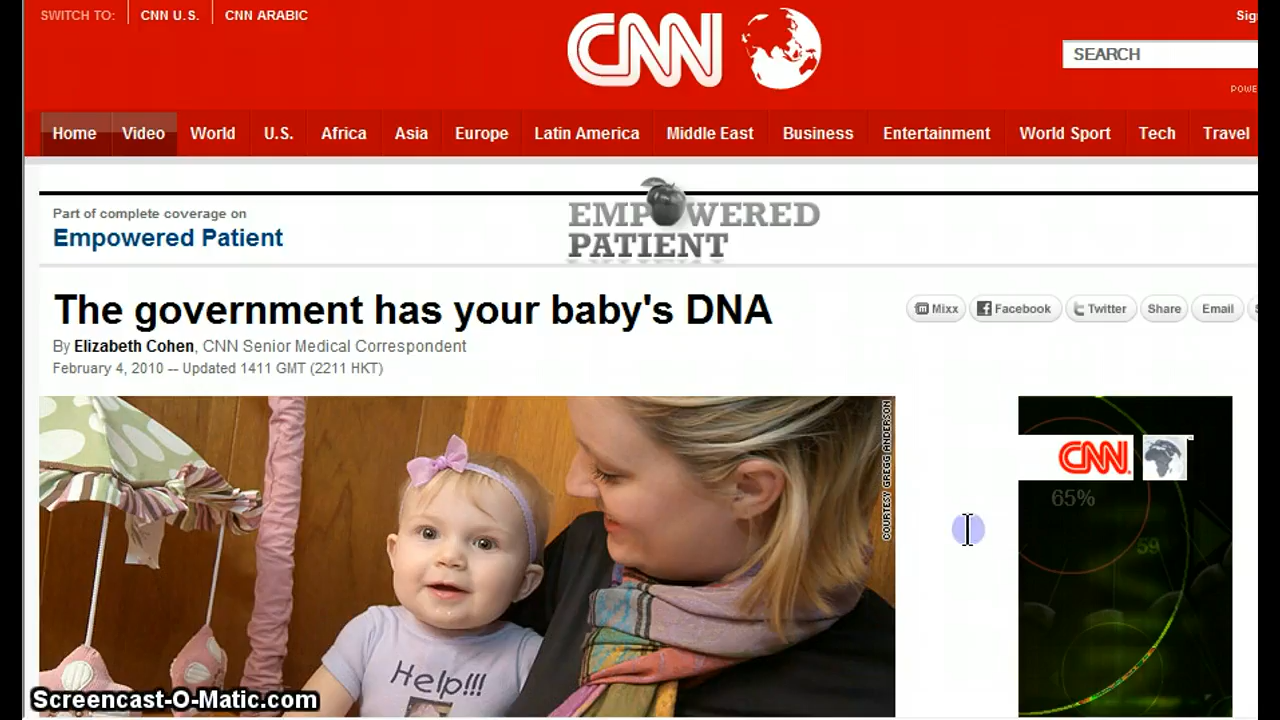 SWITCH TO: CNN U.S. CNN ARABIC
CNN
SEARCH
Home Video World U.S. Africa Asia Europe Latin America Middle East Business Entertainment World Sport Tech Travel
Part of complete coverage on
Empowered Patient
EMPOWERED
PATIENT
The government has your baby's DNA
Mixx Facebook Twitter Share Email
By Elizabeth Cohen, CNN Senior Medical Correspondent
February 4, 2010 -- Updated 1411 GMT (2211 HKT)
COURTESY GREGG ANDERSON
CNN
65%
59
Help!!!
Screencast-O-Matic.com